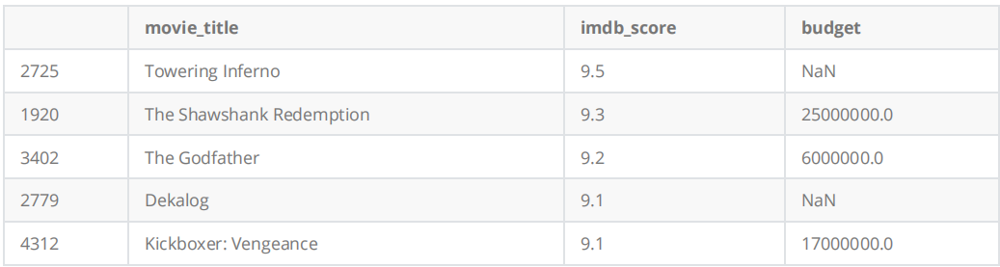 movie_title imdb_score budget
2725 Towering Inferno 9.5 NaN
1920 The Shawshank Redemption 9.3 25000000.0
3402 The Godfather 9.2 6000000.0
2779 Dekalog 9.1 NaN
4312 Kickboxer: Vengeance 9.1 17000000.0